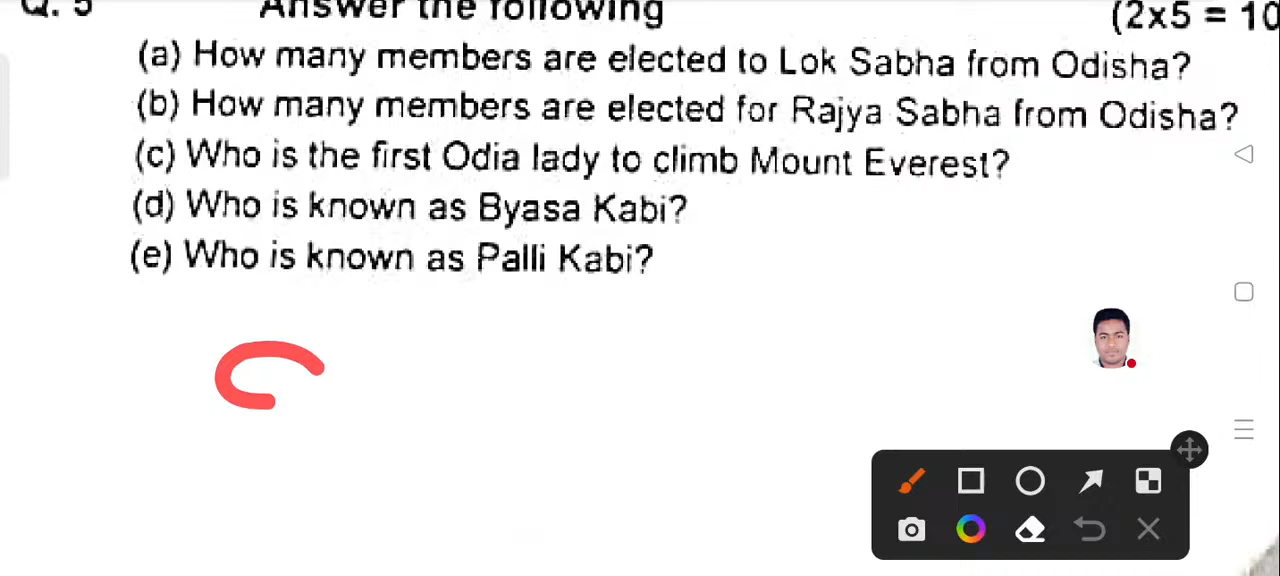 Q. 5 Answer the following (2x5 = 10
(a) How many members are elected to Lok Sabha from Odisha?
(b) How many members are elected for Rajya Sabha from Odisha?
(c) Who is the first Odia lady to climb Mount Everest?
(d) Who is known as Byasa Kabi?
(e) Who is known as Palli Kabi?